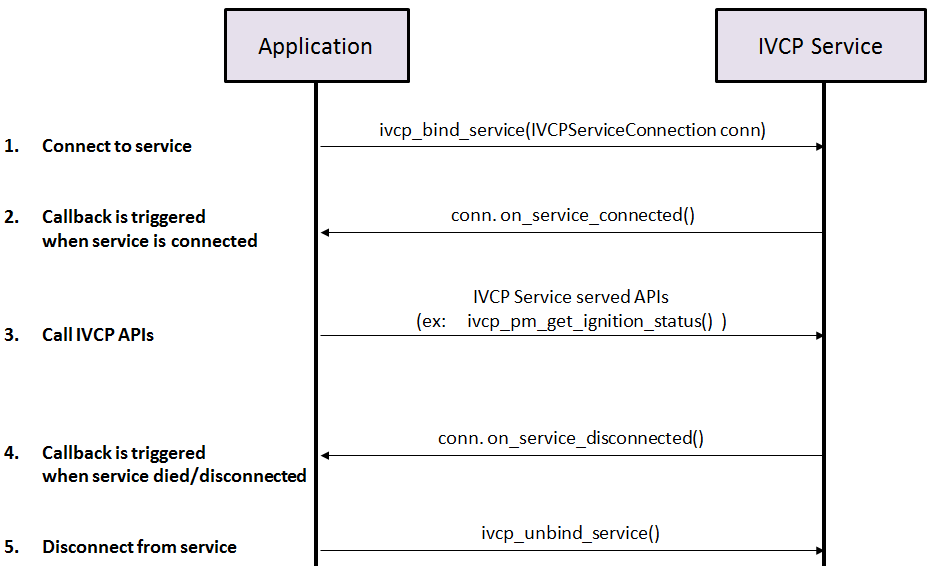 Application
IVCP Service
ivcp_bind_service(IVCPServiceConnection conn)
1. Connect to service
conn. on_service_connected()
2. Callback is triggered
when service is connected
IVCP Service served APIs
(ex: ivcp_pm_get_ignition_status() )
3. Call IVCP APIs
conn. on_service_disconnected()
4. Callback is triggered
when service died/disconnected
ivcp_unbind_service()
5. Disconnect from service